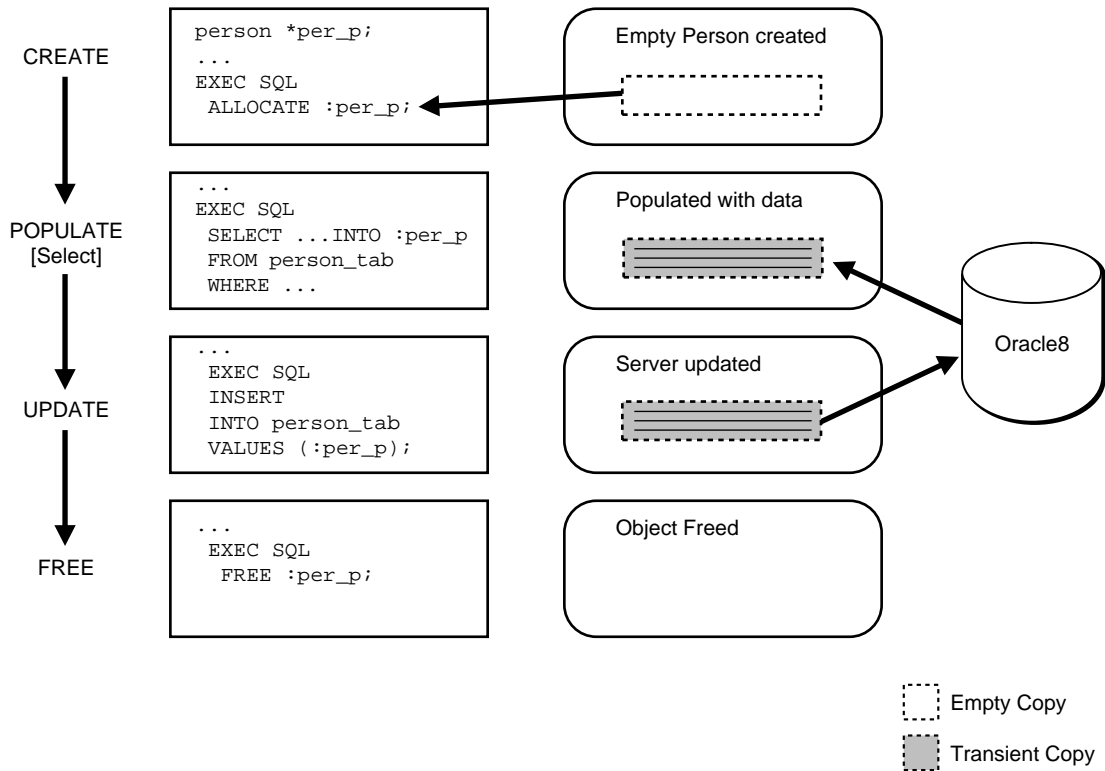 CREATE
person *per_p;
...
EXEC SQL
ALLOCATE :per_p;
Empty Person created
POPULATE
[Select]
...
EXEC SQL
SELECT ...INTO :per_p
FROM person_tab
WHERE ...
Populated with data
Oracle8
UPDATE
...
EXEC SQL
INSERT
INTO person_tab
VALUES (:per_p);
Server updated
FREE
...
EXEC SQL
FREE :per_p;
Object Freed
Empty Copy
Transient Copy